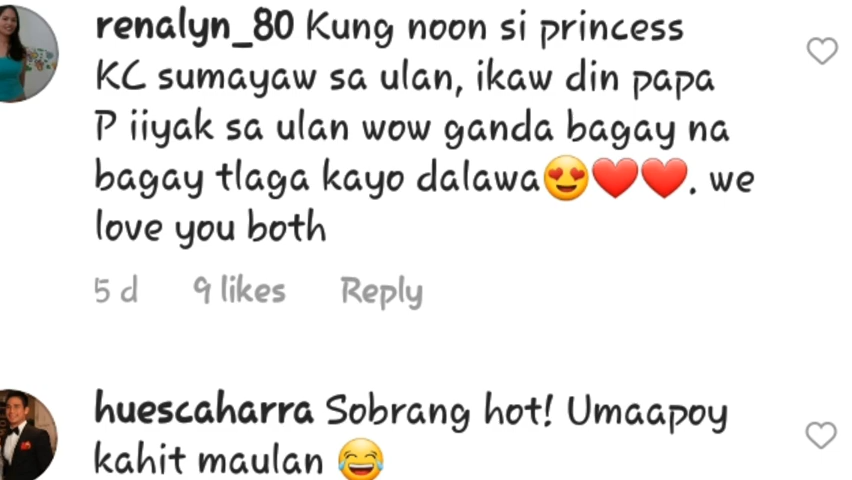 renalyn_80 Kung noon si princess
KC sumayaw sa ulan, ikaw din papa
P iiyak sa ulan wow ganda bagay na
bagay tlaga kayo dalawa😍❤️❤️. we
love you both
5 d 9 likes Reply
huescaharra Sobrang hot! Umaapoy
kahit maulan 😂